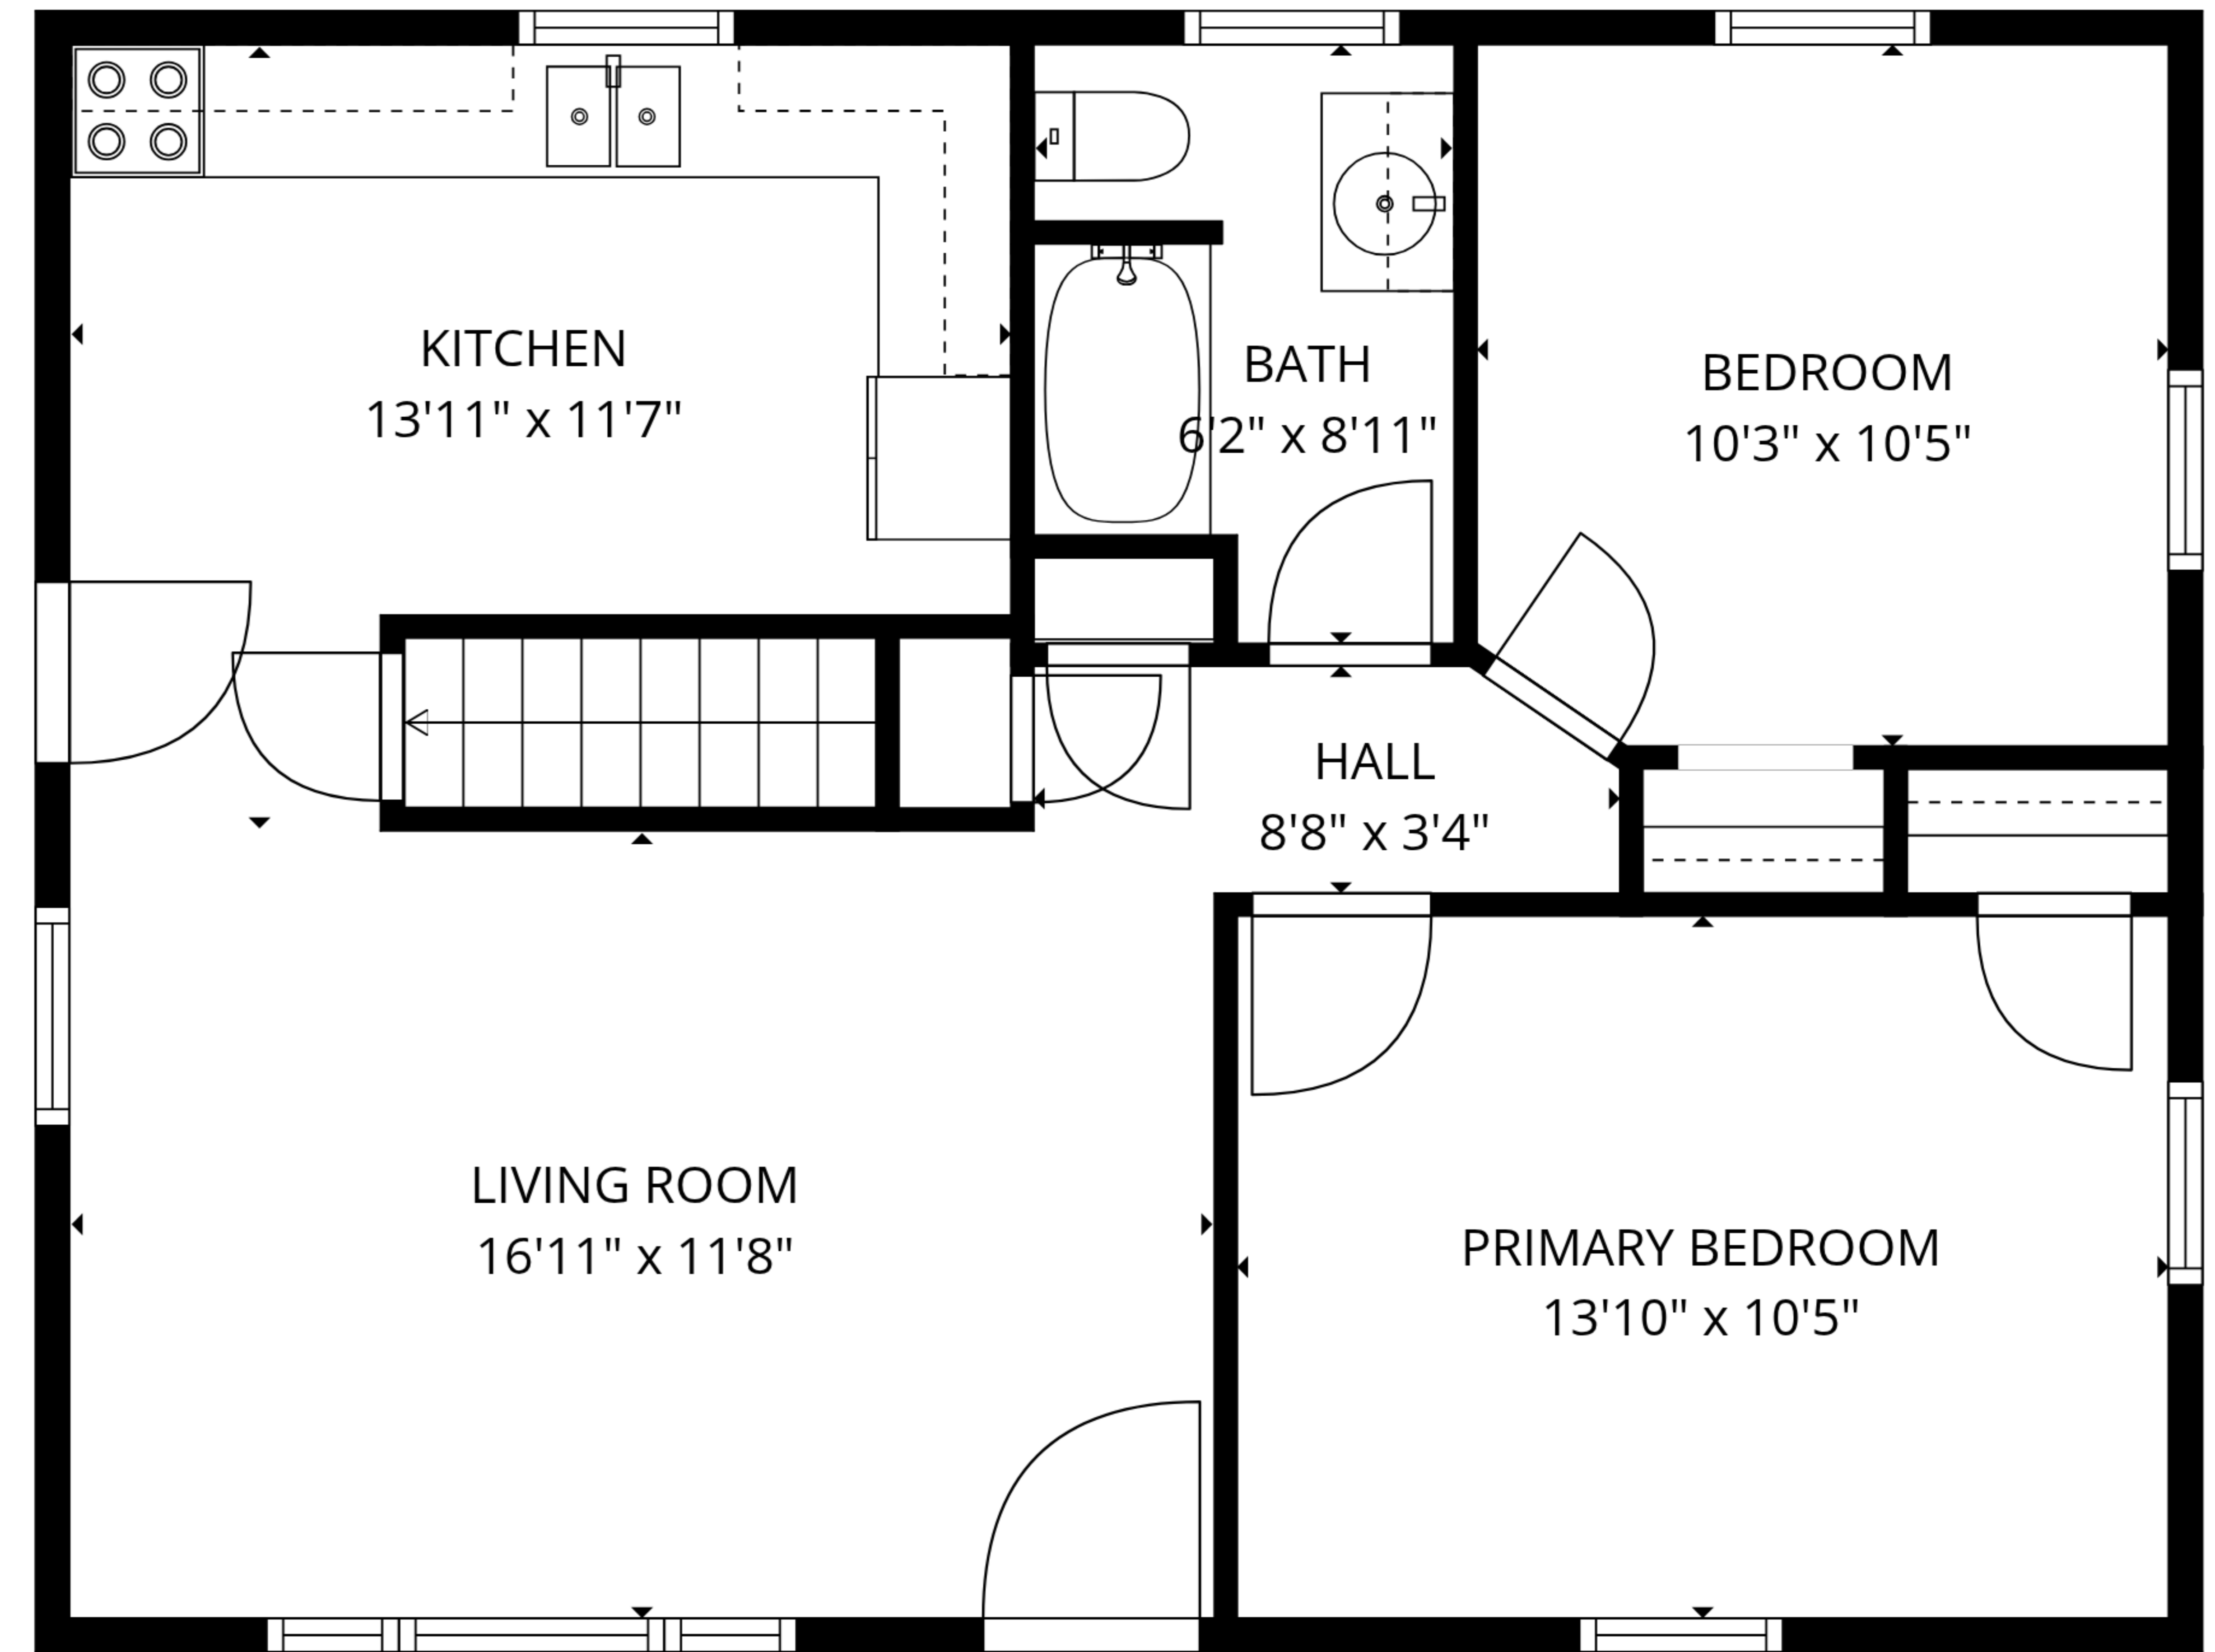 KITCHEN
13'11" x 11'7"
BATH
6'2" x 8'11"
BEDROOM
10'3" x 10'5"
HALL
8'8" x 3'4"
LIVING ROOM
16'11" x 11'8"
PRIMARY BEDROOM
13'10" x 10'5"